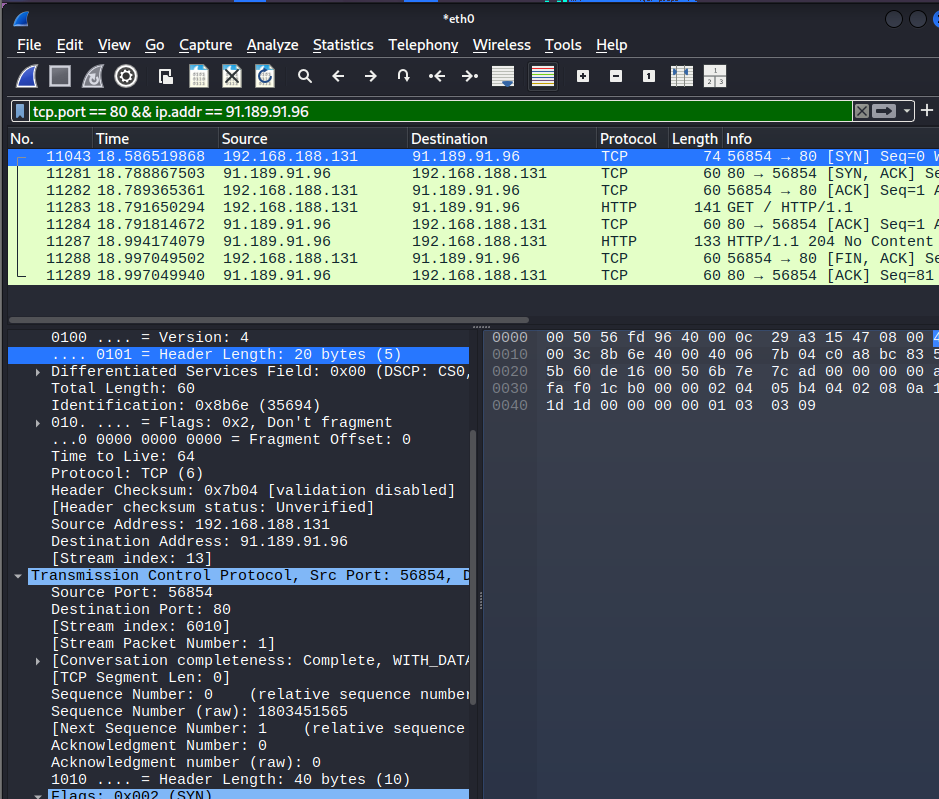 *eth0
File Edit View Go Capture Analyze Statistics Telephony Wireless Tools Help
tcp.port == 80 && ip.addr == 91.189.91.96
No. Time Source Destination Protocol Length Info
11043 18.586519868 192.168.188.131 91.189.91.96 TCP 74 56854 → 80 [SYN] Seq=0 W
11281 18.788867503 91.189.91.96 192.168.188.131 TCP 60 80 → 56854 [SYN, ACK] Se
11282 18.789365361 192.168.188.131 91.189.91.96 TCP 60 56854 → 80 [ACK] Seq=1 A
11283 18.791650294 192.168.188.131 91.189.91.96 HTTP 141 GET / HTTP/1.1
11284 18.791814672 91.189.91.96 192.168.188.131 TCP 60 80 → 56854 [ACK] Seq=1 A
11287 18.994174079 91.189.91.96 192.168.188.131 HTTP 133 HTTP/1.1 204 No Content
11288 18.997049502 192.168.188.131 91.189.91.96 TCP 60 56854 → 80 [FIN, ACK] Se
11289 18.997049940 91.189.91.96 192.168.188.131 TCP 60 80 → 56854 [ACK] Seq=81
0100 .... = Version: 4
.... 0101 = Header Length: 20 bytes (5)
Differentiated Services Field: 0x00 (DSCP: CS0,
Total Length: 60
Identification: 0x8b6e (35694)
010. .... = Flags: 0x2, Don't fragment
...0 0000 0000 0000 = Fragment Offset: 0
Time to Live: 64
Protocol: TCP (6)
Header Checksum: 0x7b04 [validation disabled]
[Header checksum status: Unverified]
Source Address: 192.168.188.131
Destination Address: 91.189.91.96
[Stream index: 13]
Transmission Control Protocol, Src Port: 56854, D
Source Port: 56854
Destination Port: 80
[Stream index: 6010]
[Stream Packet Number: 1]
[Conversation completeness: Complete, WITH_DATA
[TCP Segment Len: 0]
Sequence Number: 0 (relative sequence number
Sequence Number (raw): 1803451565
[Next Sequence Number: 1 (relative sequence
Acknowledgment Number: 0
Acknowledgment number (raw): 0
1010 .... = Header Length: 40 bytes (10)
Flags: 0x002 (SYN)
0000 00 50 56 fd 96 40 00 0c 29 a3 15 47 08 00 4
0010 00 3c 8b 6e 40 00 40 06 7b 04 c0 a8 bc 83 5
0020 5b 60 de 16 00 50 6b 7e 7c ad 00 00 00 00 a
0030 fa f0 1c b0 00 00 02 04 05 b4 04 02 08 0a 1
0040 1d 1d 00 00 00 00 01 03 03 09